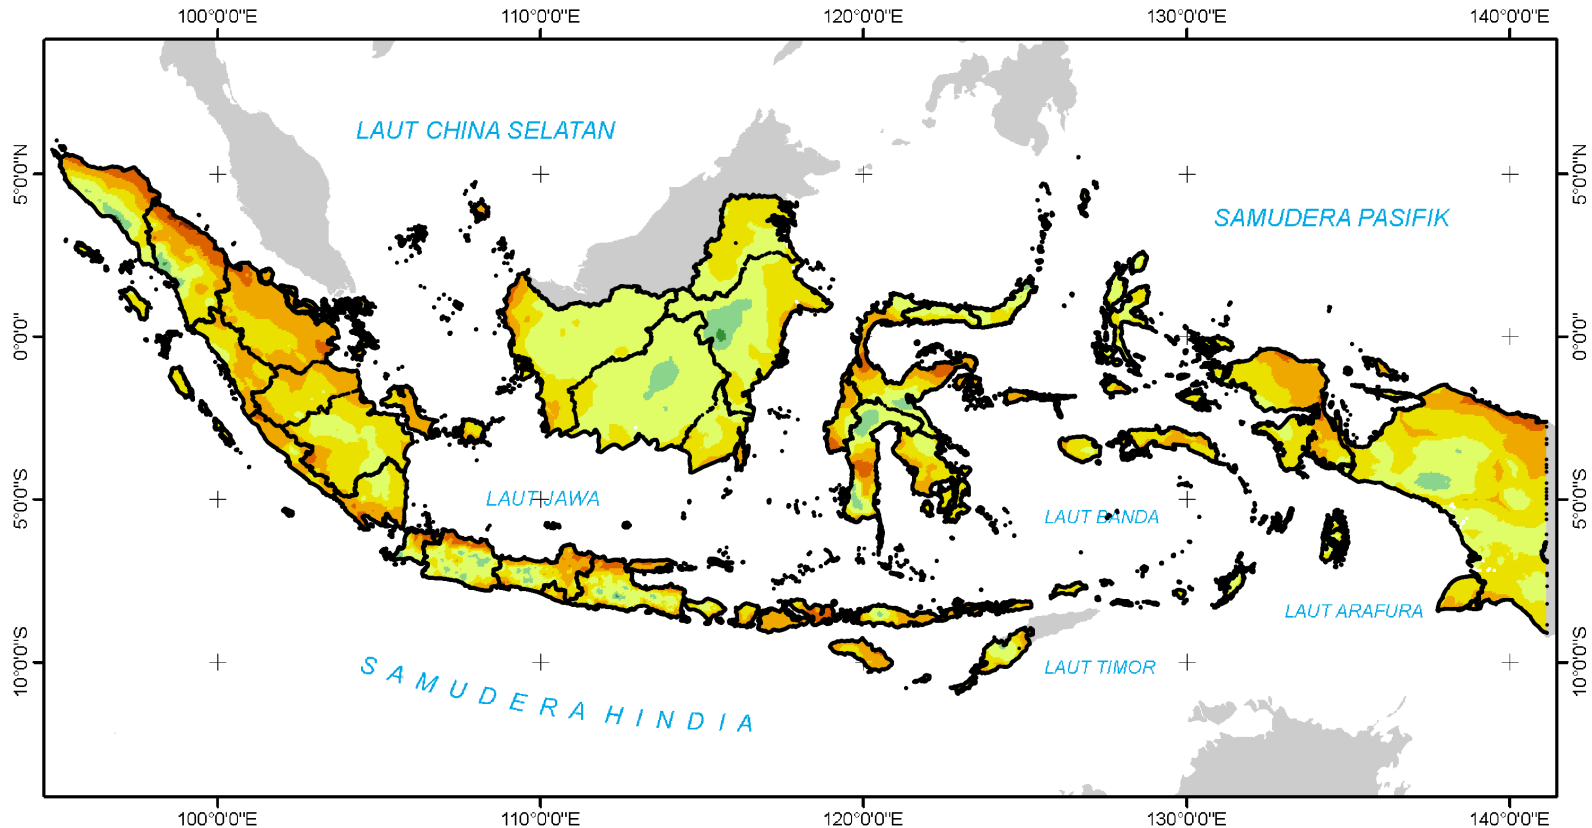 100°0'0"E 110°0'0"E 120°0'0"E 130°0'0"E 140°0'0"E
LAUT CHINA SELATAN
5°0'0"N 5°0'0"N
SAMUDERA PASIFIK
0°0'0" 0°0'0"
5°0'0"S 5°0'0"S
LAUT JAWA
LAUT BANDA
LAUT ARAFURA
10°0'0"S 10°0'0"S
LAUT TIMOR
SAMUDERA HINDIA
100°0'0"E 110°0'0"E 120°0'0"E 130°0'0"E 140°0'0"E